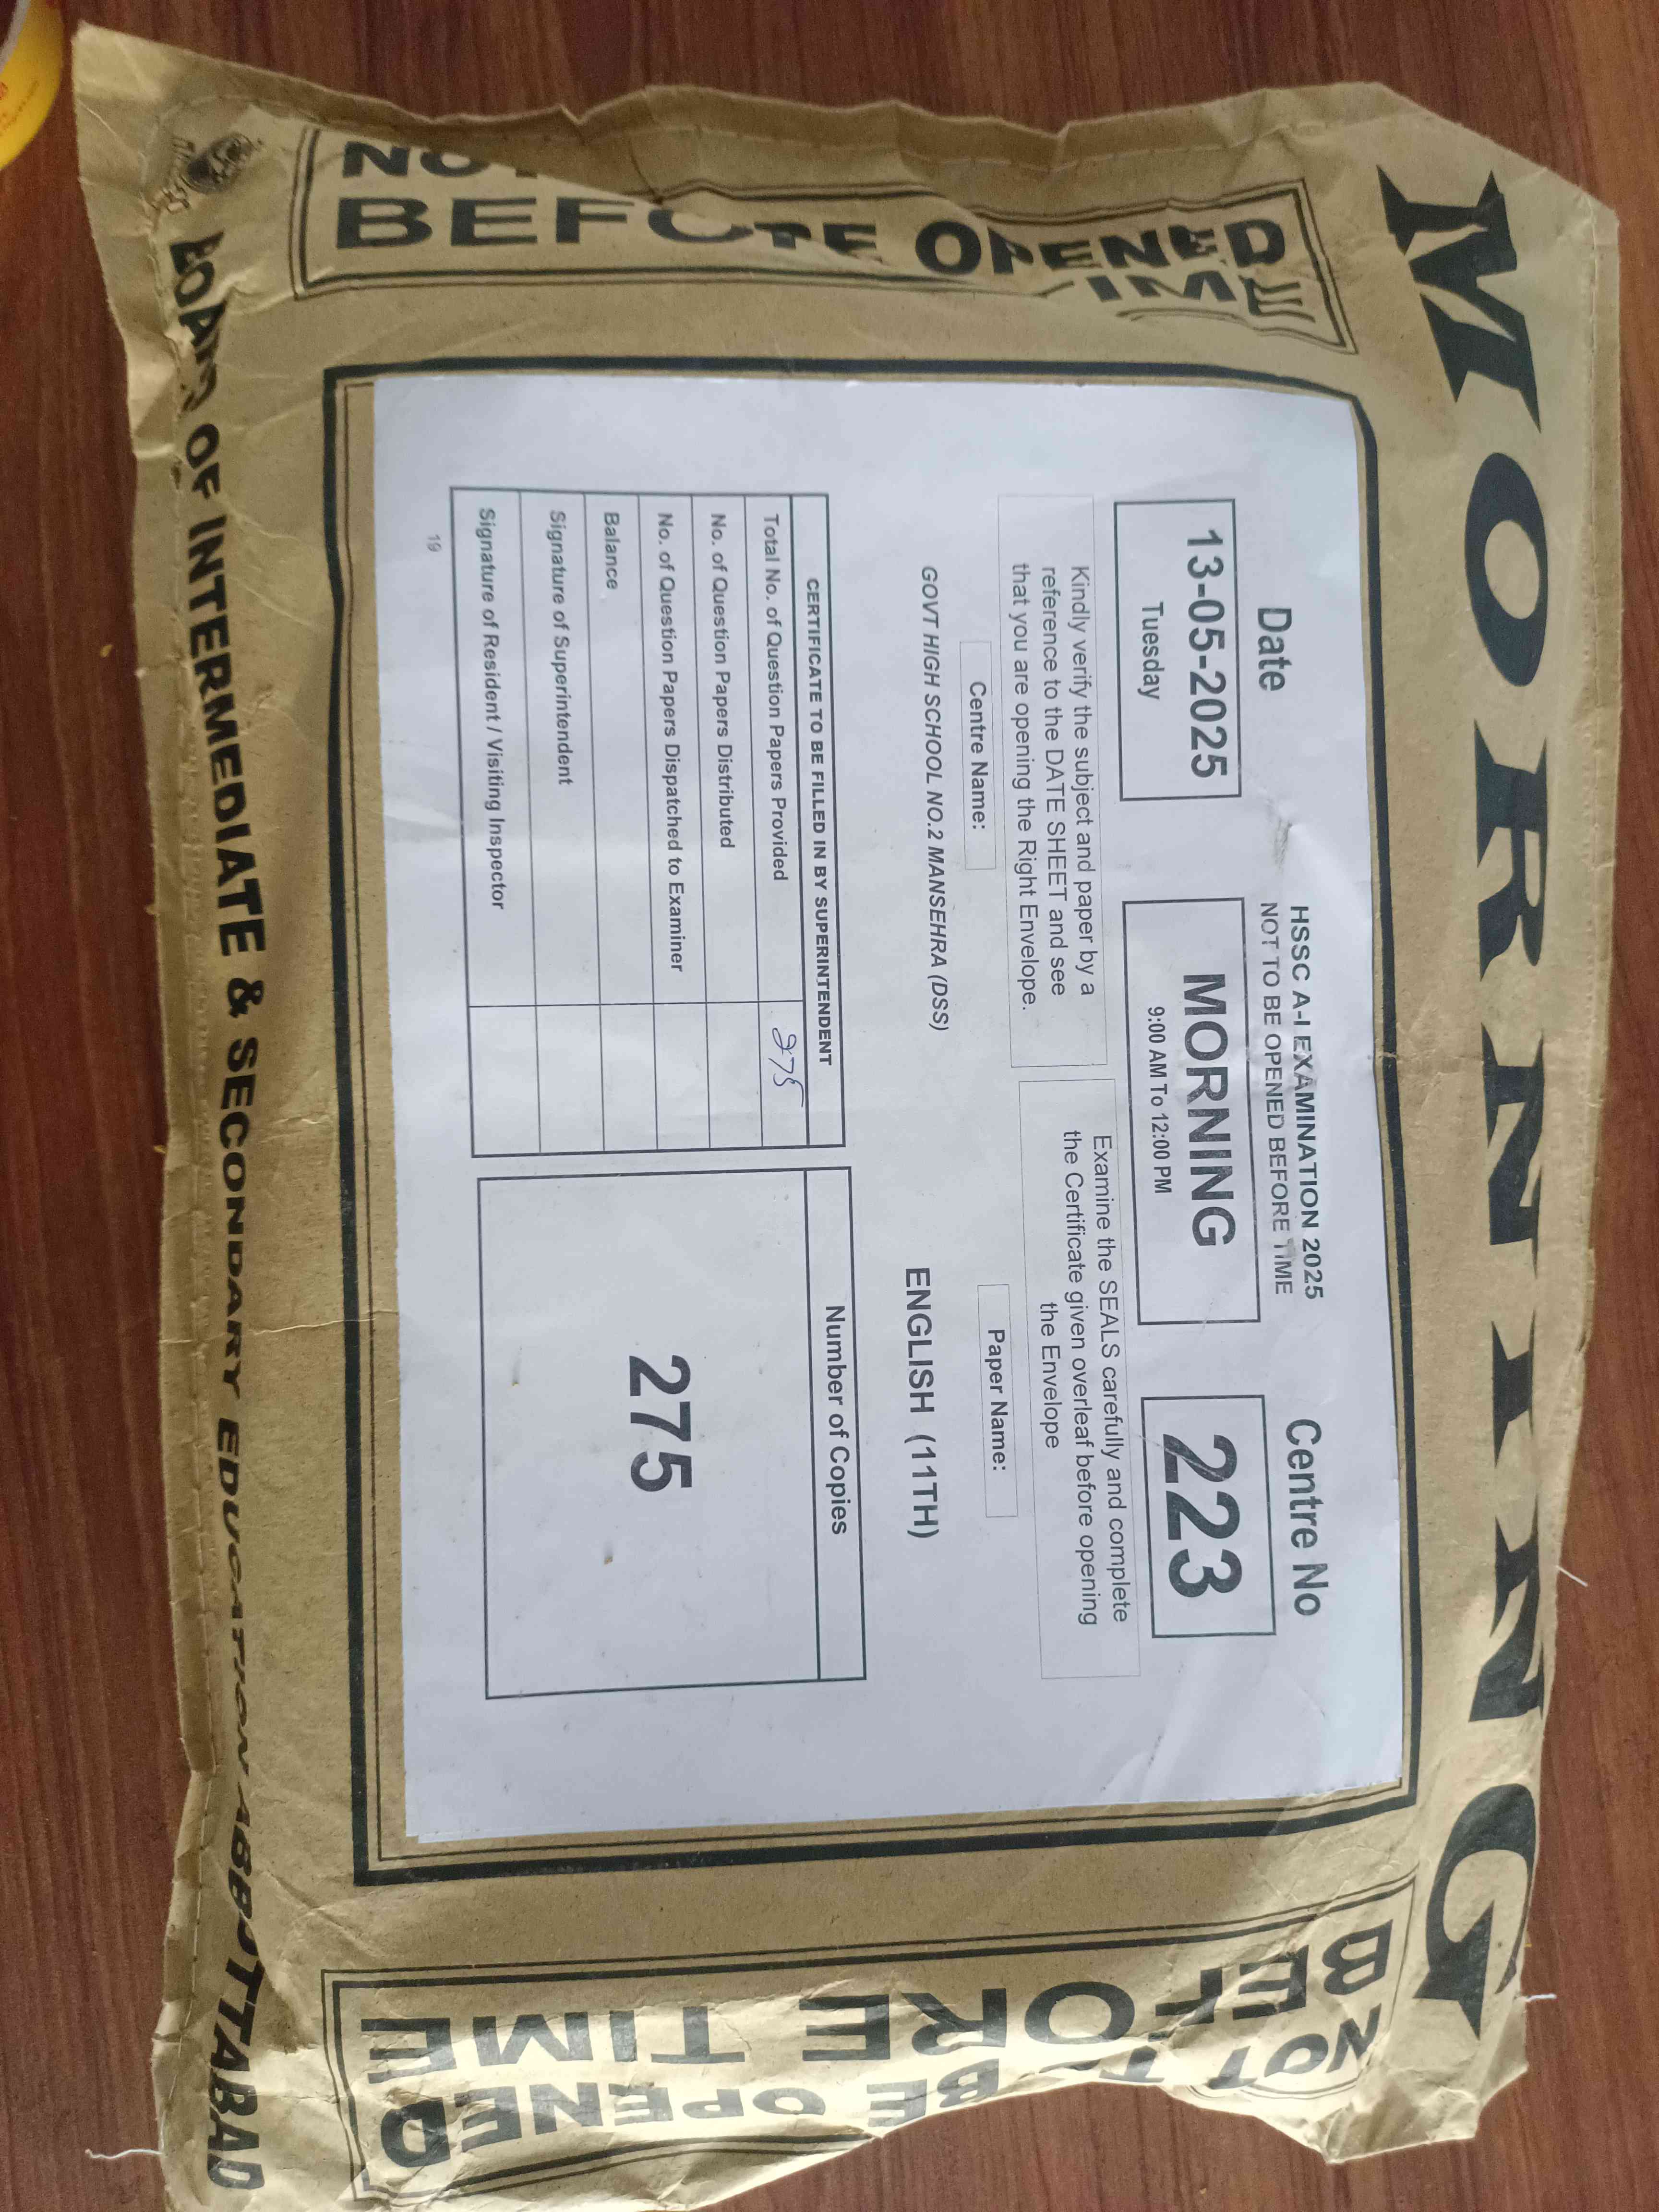 MORNING
NOT
BEFORE OPENED
TIME
HSSC A-I EXAMINATION 2025
NOT TO BE OPENED BEFORE TIME
Date
Centre No
13-05-2025
Tuesday
MORNING
9:00 AM To 12:00 PM
223
Kindly verify the subject and paper by a
reference to the DATE SHEET and see
that you are opening the Right Envelope.
Examine the SEALS carefully and complete
the Certificate given overleaf before opening
the Envelope
Centre Name:
Paper Name:
GOVT HIGH SCHOOL NO.2 MANSEHRA (DSS)
ENGLISH (11TH)
CERTIFICATE TO BE FILLED IN BY SUPERINTENDENT
Total No. of Question Papers Provided 275
No. of Question Papers Distributed
No. of Question Papers Dispatched to Examiner
Balance
Signature of Superintendent
Signature of Resident / Visiting Inspector
19
Number of Copies
275
NOT TO BE OPENED
BEFORE TIME
BOARD OF INTERMEDIATE & SECONDARY EDUCATION ABBOTTABAD